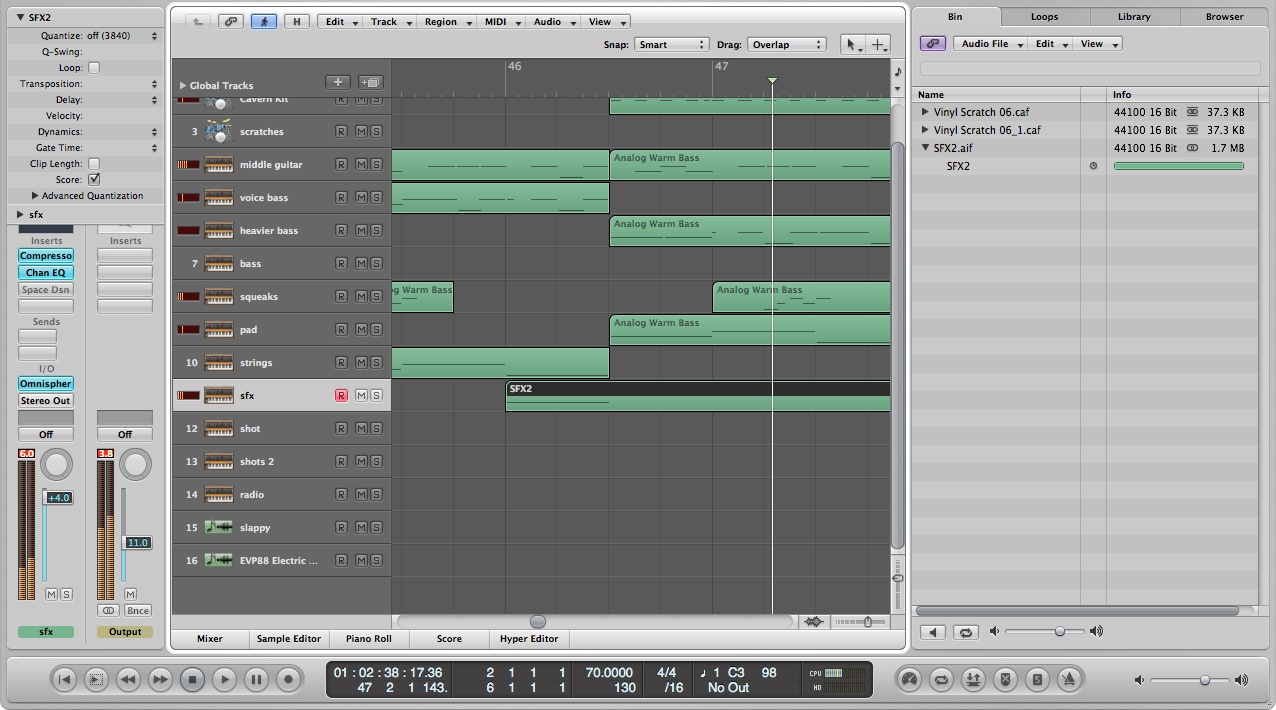 SFX2
Quantize: off (3840)
Q-Swing:
Loop:
Transposition:
Delay:
Velocity:
Dynamics:
Gate Time:
Clip Length:
Score:
Advanced Quantization
sfx
Inserts Inserts
Compresso
Chan EQ
Space Dsn
Sends
I/O
Omnispher
Stereo Out
Off Off
6.0 3.8
+4.0
11.0
M S M
Bnce
sfx Output
H Edit Track Region MIDI Audio View
Snap: Smart Drag: Overlap
Global Tracks
46 47
Cavern Kit R M S
3 scratches R M S
middle guitar R M S Analog Warm Bass
voice bass R M S
heavier bass R M S Analog Warm Bass
7 bass R M S
squeaks R M S og Warm Bass Analog Warm Bass
pad R M S Analog Warm Bass
10 strings R M S
sfx R M S SFX2
12 shot R M S
13 shots 2 R M S
14 radio R M S
15 slappy R M S
16 EVP88 Electric ... R M S
Mixer Sample Editor Piano Roll Score Hyper Editor
Bin Loops Library Browser
Audio File Edit View
Name Info
Vinyl Scratch 06.caf 44100 16 Bit 37.3 KB
Vinyl Scratch 06_1.caf 44100 16 Bit 37.3 KB
SFX2.aif 44100 16 Bit 1.7 MB
SFX2
01 : 02 : 38 : 17.36 2 1 1 1 70.0000 4/4 1 C3 98 CPU
47 2 1 143. 6 1 1 1 130 /16 No Out HD
S